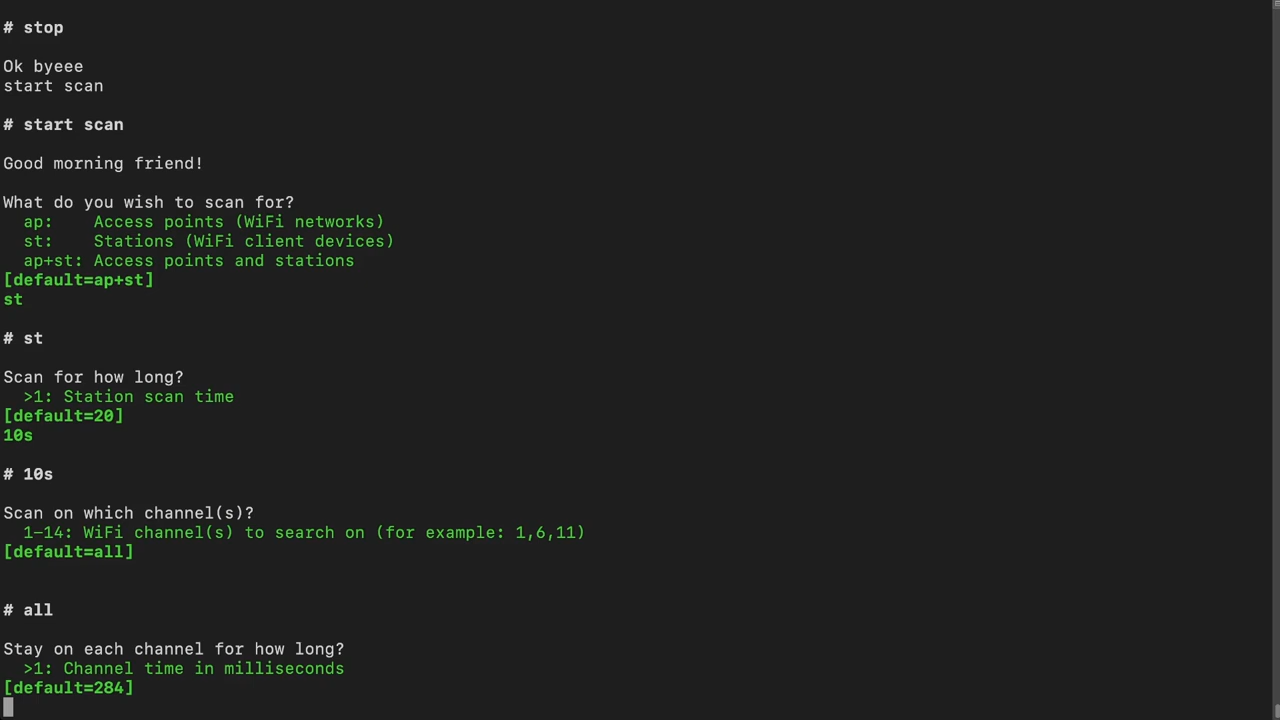 # stop
Ok byeee
start scan
# start scan
Good morning friend!
What do you wish to scan for?
ap:    Access points (WiFi networks)
st:    Stations (WiFi client devices)
ap+st: Access points and stations
[default=ap+st]
st
# st
Scan for how long?
>1: Station scan time
[default=20]
10s
# 10s
Scan on which channel(s)?
1-14: WiFi channel(s) to search on (for example: 1,6,11)
[default=all]
# all
Stay on each channel for how long?
>1: Channel time in milliseconds
[default=284]